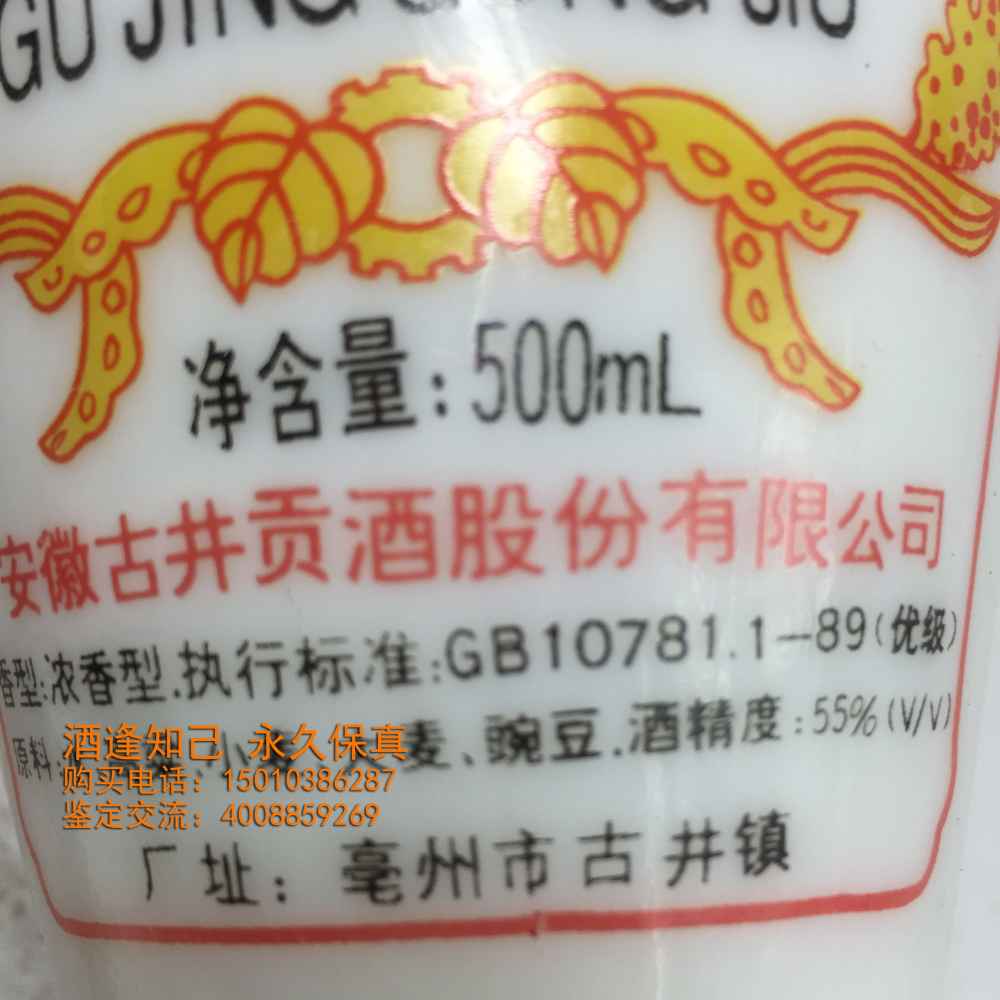 GU JING GONG JIU
净含量:500mL
安徽古井贡酒股份有限公司
香型:浓香型.执行标准:GB10781.1-89(优级)
原料 小 麦、豌豆.酒精度:55%(V/V)
酒逢知己 永久保真
购买电话：15010386287
鉴定交流：4008859269
厂址：亳州市古井镇